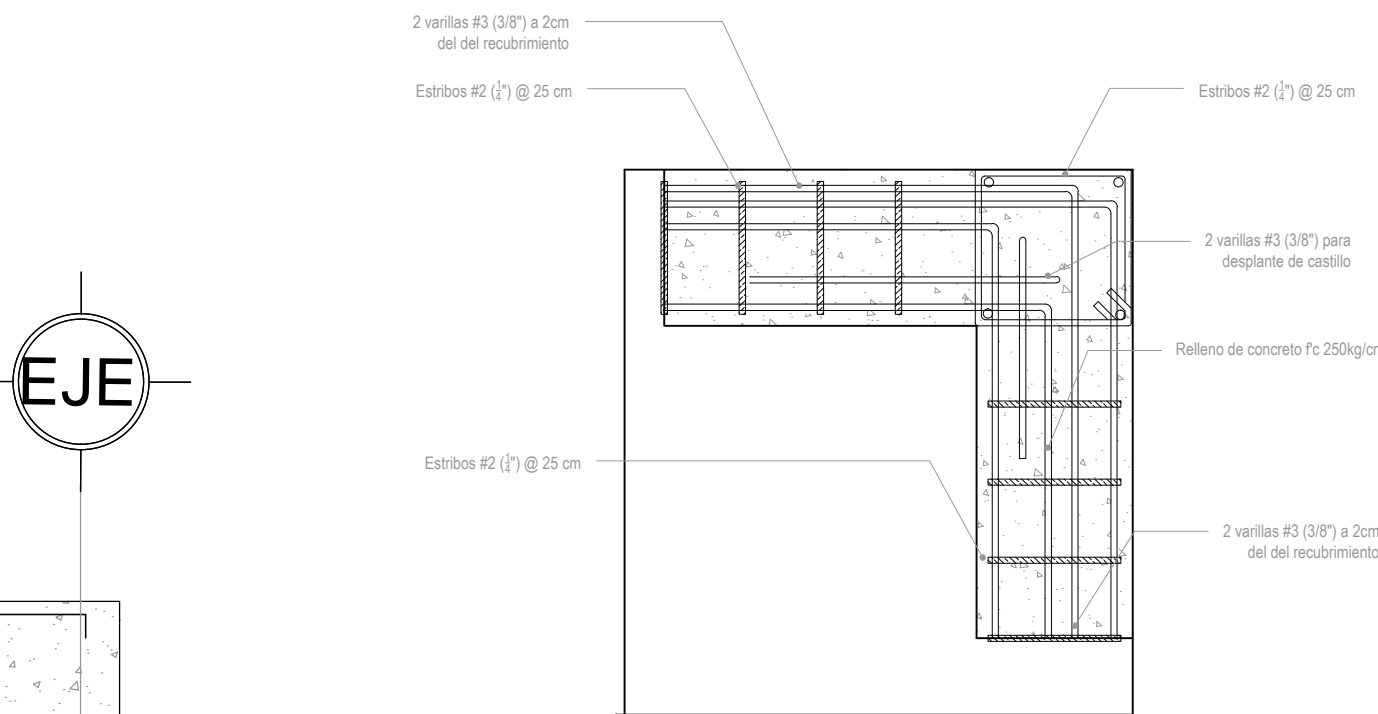 2 varillas #3 (3/8") a 2cm
del del recubrimiento
Estribos #2 (1/4") @ 25 cm
Estribos #2 (1/4") @ 25 cm
2 varillas #3 (3/8") para
desplante de castillo
Relleno de concreto f'c 250kg/cm
EJE
Estribos #2 (1/4") @ 25 cm
2 varillas #3 (3/8") a 2cm
del del recubrimiento